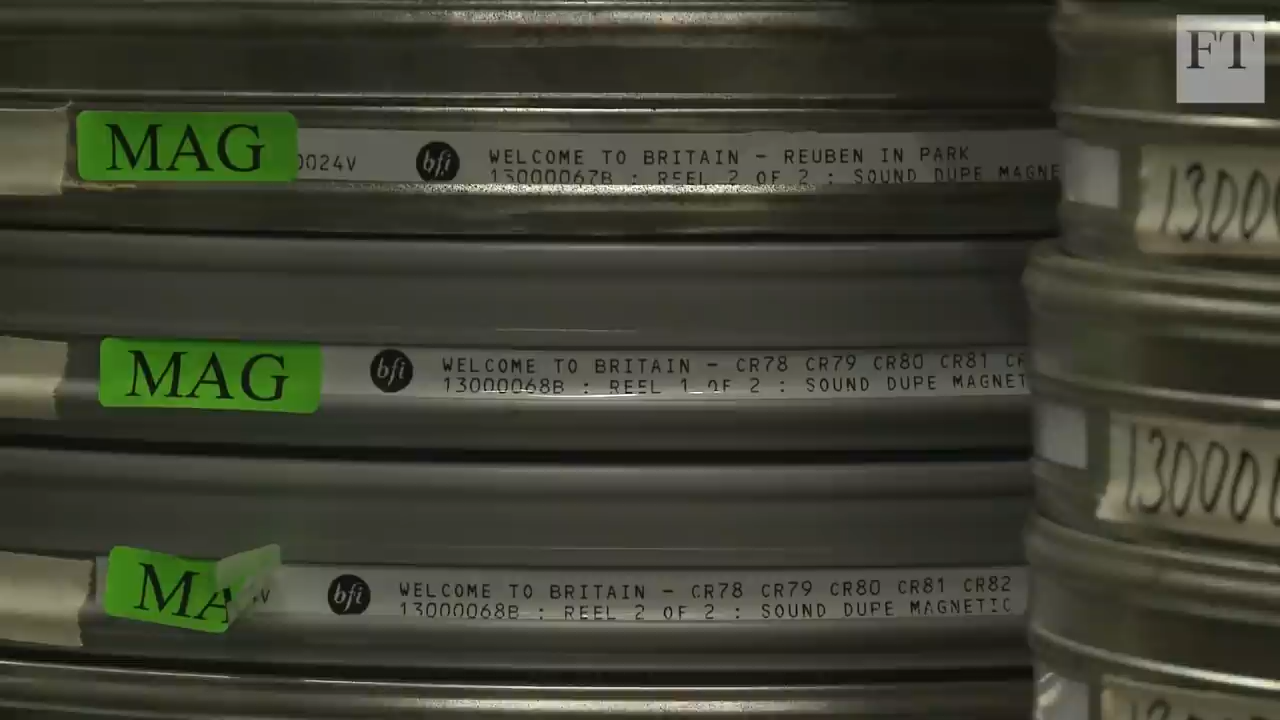 FT
MAG
0024V
bfi
WELCOME TO BRITAIN - REUBEN IN PARK
13000067B : REEL 2 OF 2 : SOUND DUPE MAGNE
MAG
bfi
WELCOME TO BRITAIN - CR78 CR79 CR80 CR81
13000068B : REEL 1 OF 2 : SOUND DUPE MAGNET
MA
V
bfi
WELCOME TO BRITAIN - CR78 CR79 CR80 CR81 CR82
13000068B : REEL 2 OF 2 : SOUND DUPE MAGNETIC
1300
13000